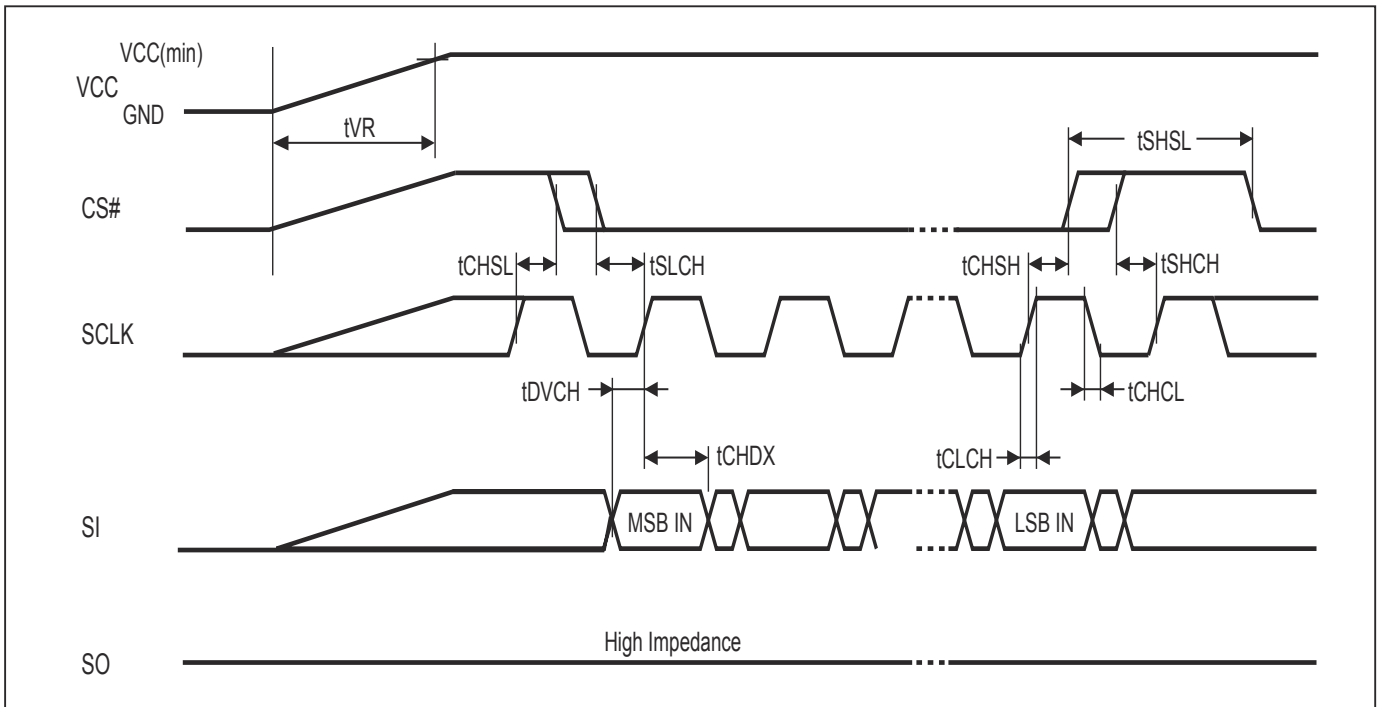 VCC(min)
VCC
GND
tVR
tSHSL
CS#
tCHSL
tSLCH
tCHSH
tSHCH
SCLK
tDVCH
tCHCL
tCHDX
tCLCH
SI
MSB IN
LSB IN
High Impedance
SO